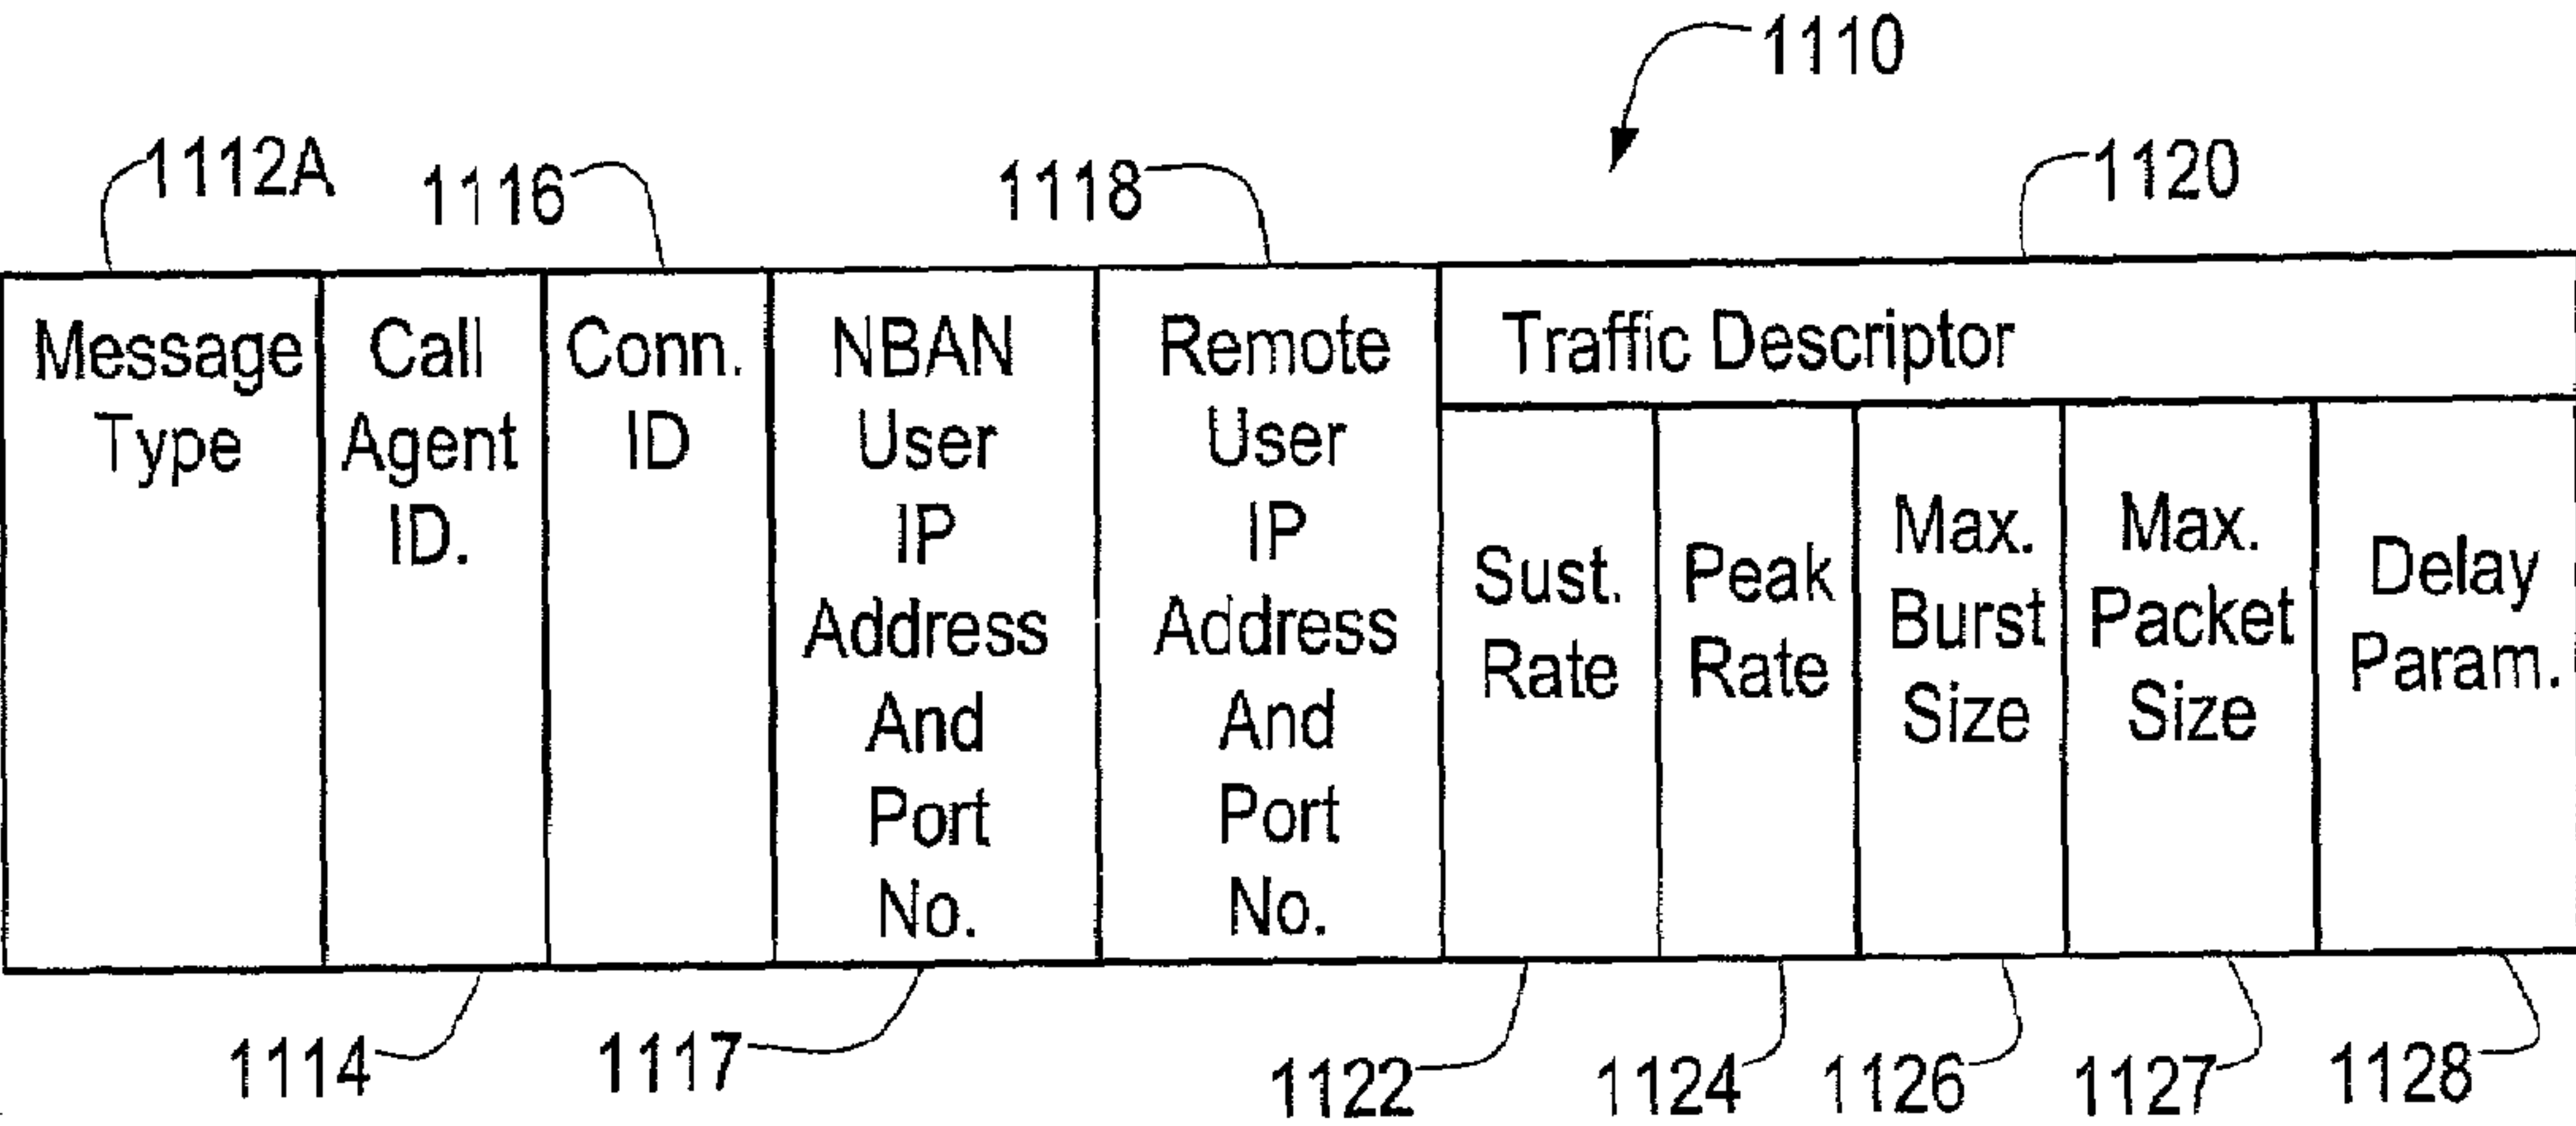 1110
1112A
1116
1118
1120
Message
Type
Call
Agent
ID.
Conn.
ID
NBAN
User
IP
Address
And
Port
No.
Remote
User
IP
Address
And
Port
No.
Traffic Descriptor
Sust.
Rate
Peak
Rate
Max.
Burst
Size
Max.
Packet
Size
Delay
Param.
1114
1117
1122
1124
1126
1127
1128